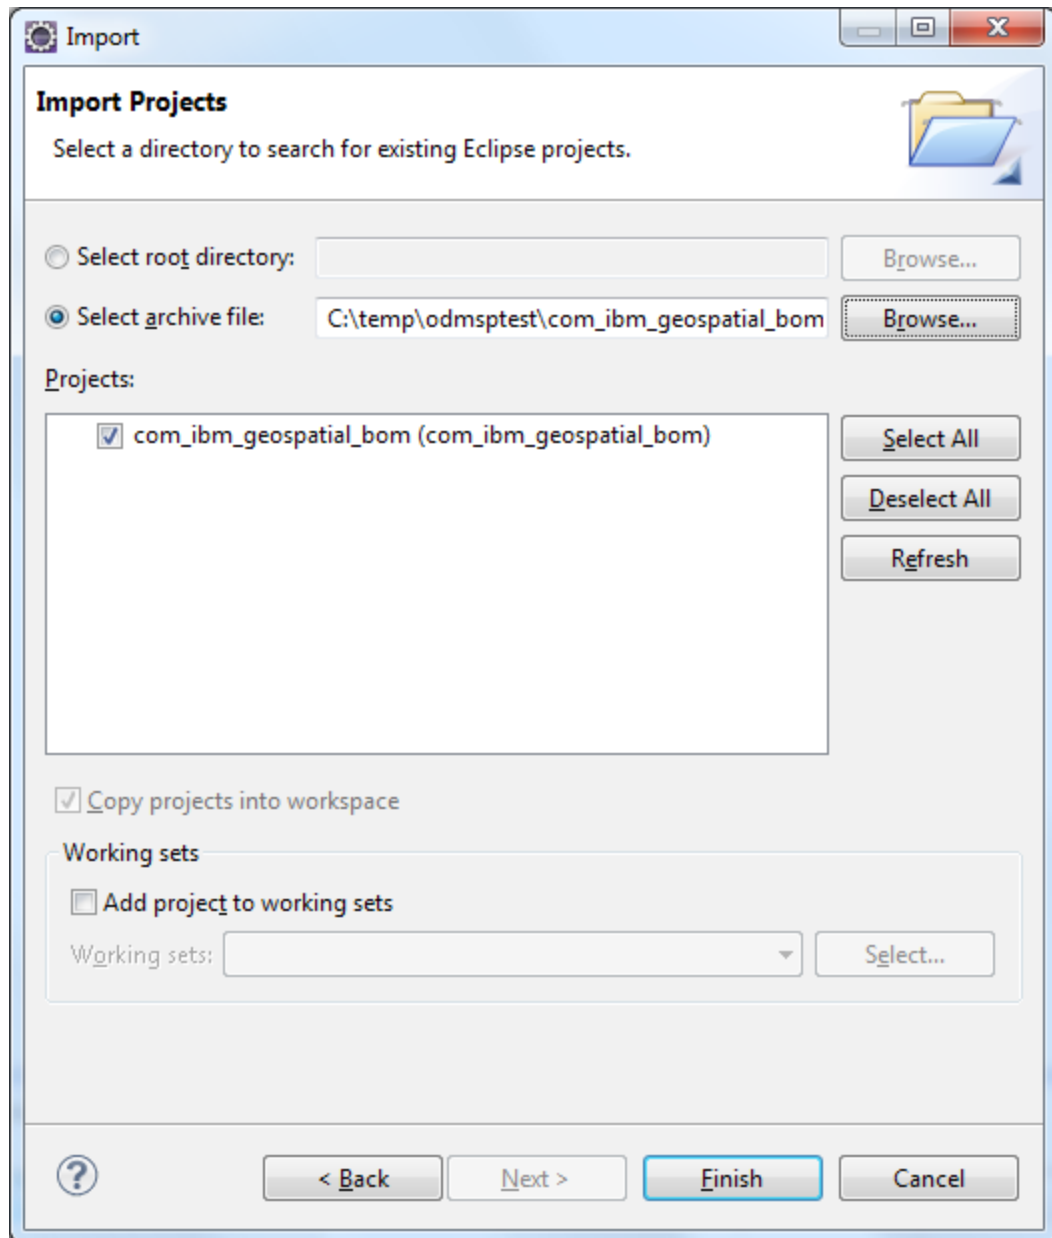 Import
Import Projects
Select a directory to search for existing Eclipse projects.
Select root directory:
Browse...
Select archive file: C:\temp\odmsptest\com_ibm_geospatial_bom Browse...
Projects:
com_ibm_geospatial_bom (com_ibm_geospatial_bom)
Select All
Deselect All
Refresh
Copy projects into workspace
Working sets
Add project to working sets
Working sets: Select...
? < Back Next > Finish Cancel